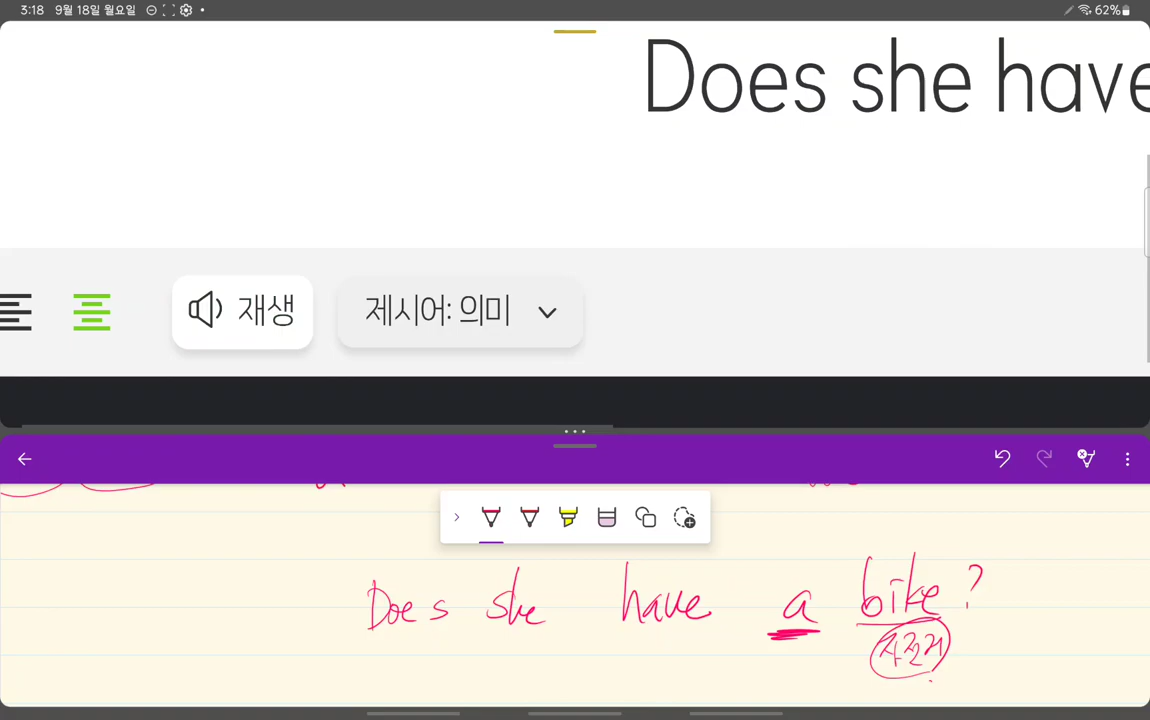 3:18 9월 18일 월요일 62%
Does she have
재생 제시어: 의미
Does she have a bike?
자전거